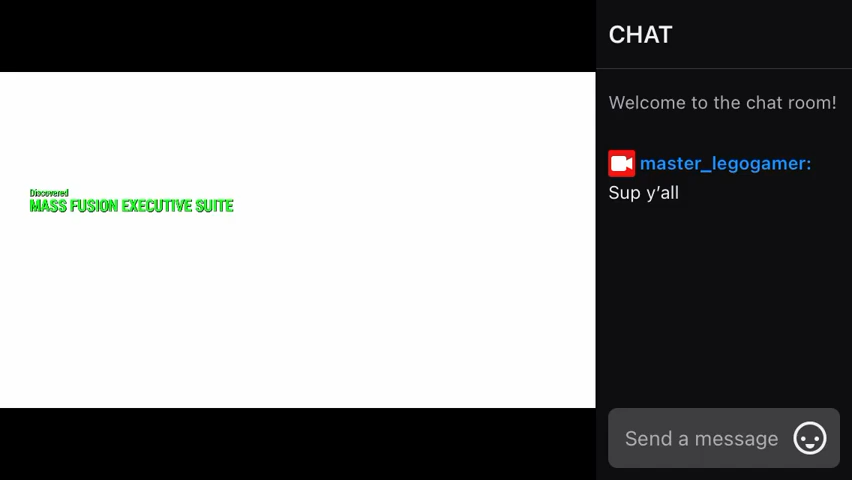 CHAT
Welcome to the chat room!
Discovered
MASS FUSION EXECUTIVE SUITE
master_legogamer:
Sup y’all
Send a message